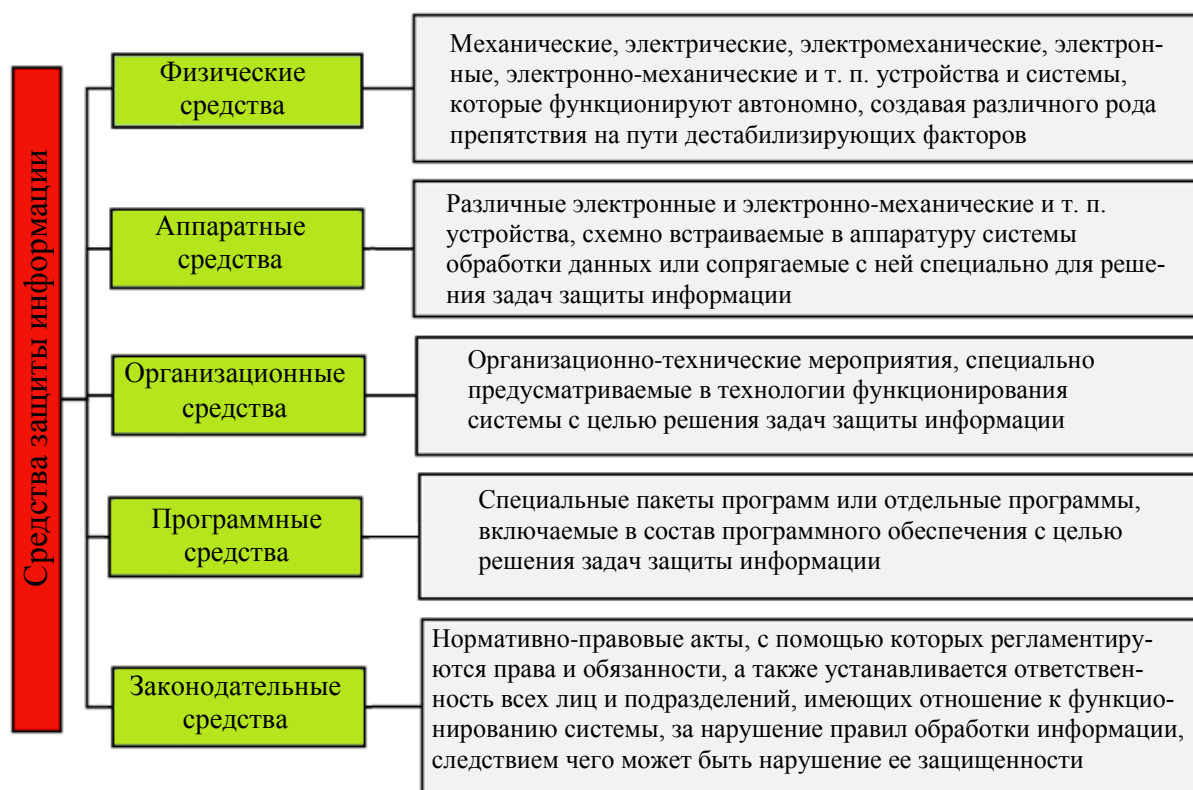 Средства защиты информации
Физические
средства
Механические, электрические, электромеханические, электрон-
ные, электронно-механические и т. п. устройства и системы,
которые функционируют автономно, создавая различного рода
препятствия на пути дестабилизирующих факторов
Аппаратные
средства
Различные электронные и электронно-механические и т. п.
устройства, схемно встраиваемые в аппаратуру системы
обработки данных или сопрягаемые с ней специально для реше-
ния задач защиты информации
Организационные
средства
Организационно-технические мероприятия, специально
предусматриваемые в технологии функционирования
системы с целью решения задач защиты информации
Программные
средства
Специальные пакеты программ или отдельные программы,
включаемые в состав программного обеспечения с целью
решения задач защиты информации
Законодательные
средства
Нормативно-правовые акты, с помощью которых регламентиру-
ются права и обязанности, а также устанавливается ответствен-
ность всех лиц и подразделений, имеющих отношение к функцио-
нированию системы, за нарушение правил обработки информации,
следствием чего может быть нарушение ее защищенности